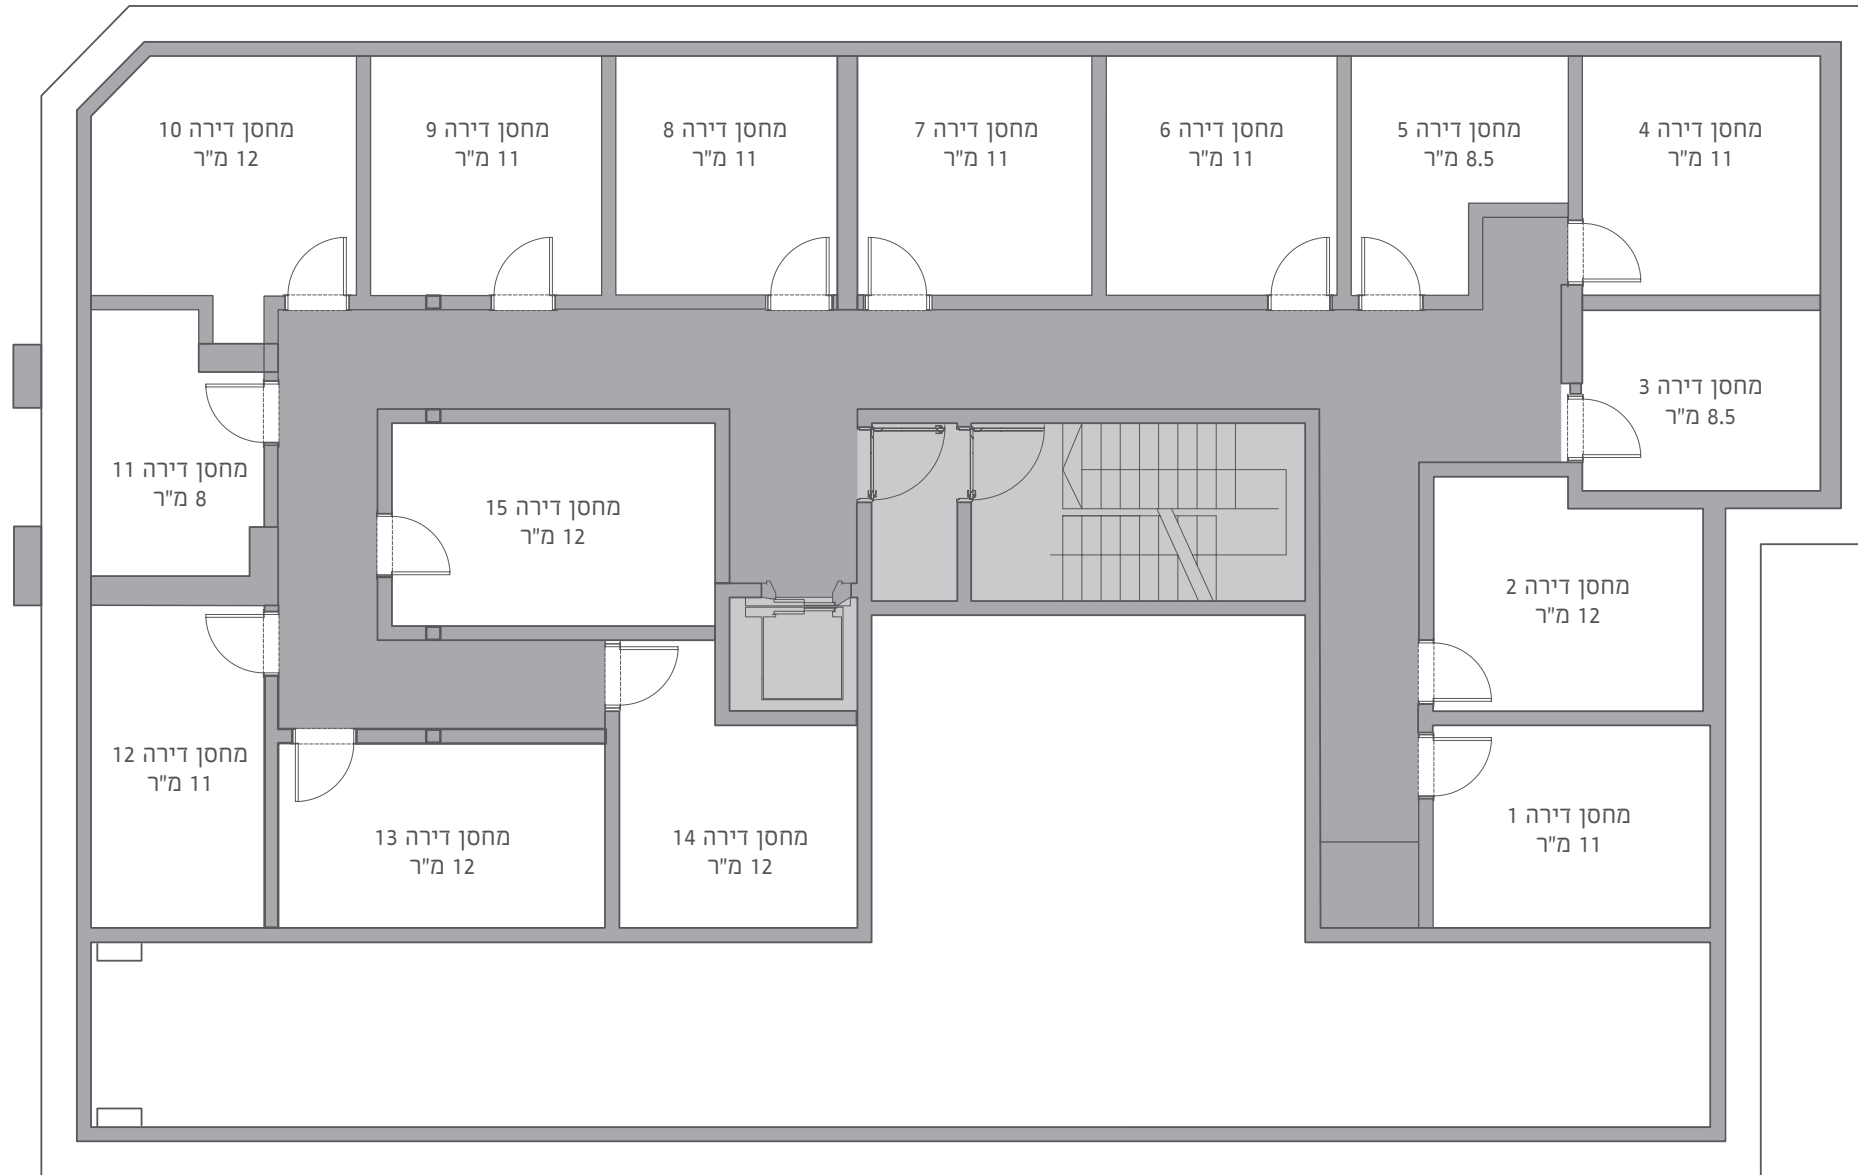 מחסן דירה 4
11 מ"ר
מחסן דירה 5
8.5 מ"ר
מחסן דירה 6
11 מ"ר
מחסן דירה 7
11 מ"ר
מחסן דירה 8
11 מ"ר
מחסן דירה 9
11 מ"ר
מחסן דירה 10
12 מ"ר
מחסן דירה 3
8.5 מ"ר
מחסן דירה 11
8 מ"ר
מחסן דירה 15
12 מ"ר
מחסן דירה 2
12 מ"ר
מחסן דירה 12
11 מ"ר
מחסן דירה 1
11 מ"ר
מחסן דירה 14
12 מ"ר
מחסן דירה 13
12 מ"ר